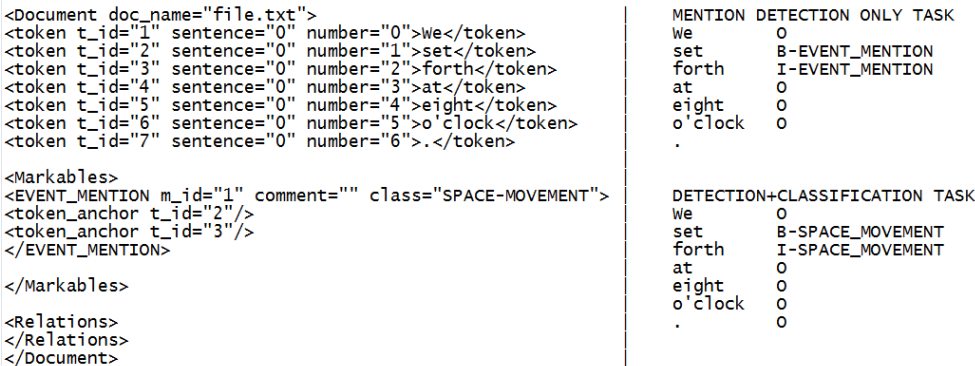 <Document doc_name="file.txt"> | MENTION DETECTION ONLY TASK
<token t_id="1" sentence="0" number="0">We</token> | We O
<token t_id="2" sentence="0" number="1">set</token> | set B-EVENT_MENTION
<token t_id="3" sentence="0" number="2">forth</token> | forth I-EVENT_MENTION
<token t_id="4" sentence="0" number="3">at</token> | at O
<token t_id="5" sentence="0" number="4">eight</token> | eight O
<token t_id="6" sentence="0" number="5">o'clock</token> | o'clock O
<token t_id="7" sentence="0" number="6">.</token> | .
|
<Markables> |
<EVENT_MENTION m_id="1" comment="" class="SPACE-MOVEMENT"> | DETECTION+CLASSIFICATION TASK
<token_anchor t_id="2"/> | We O
<token_anchor t_id="3"/> | set B-SPACE_MOVEMENT
</EVENT_MENTION> | forth I-SPACE_MOVEMENT
| at O
</Markables> | eight O
| o'clock O
<Relations> | . O
</Relations> |
</Document> |